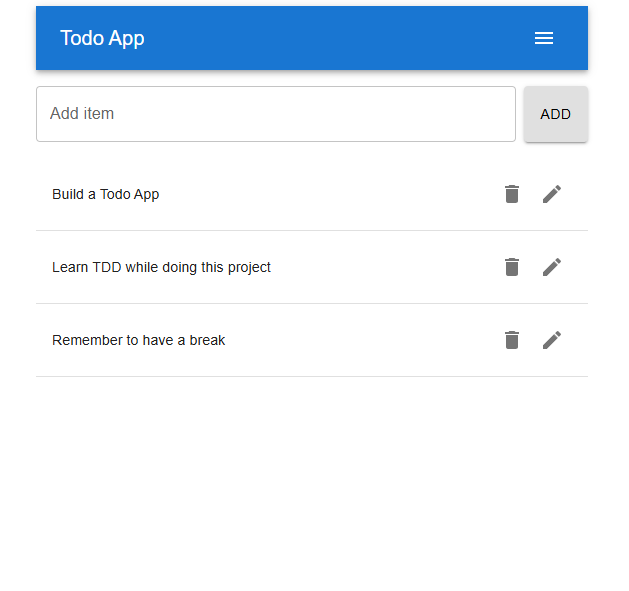 Todo App
Add item
ADD
Build a Todo App
Learn TDD while doing this project
Remember to have a break